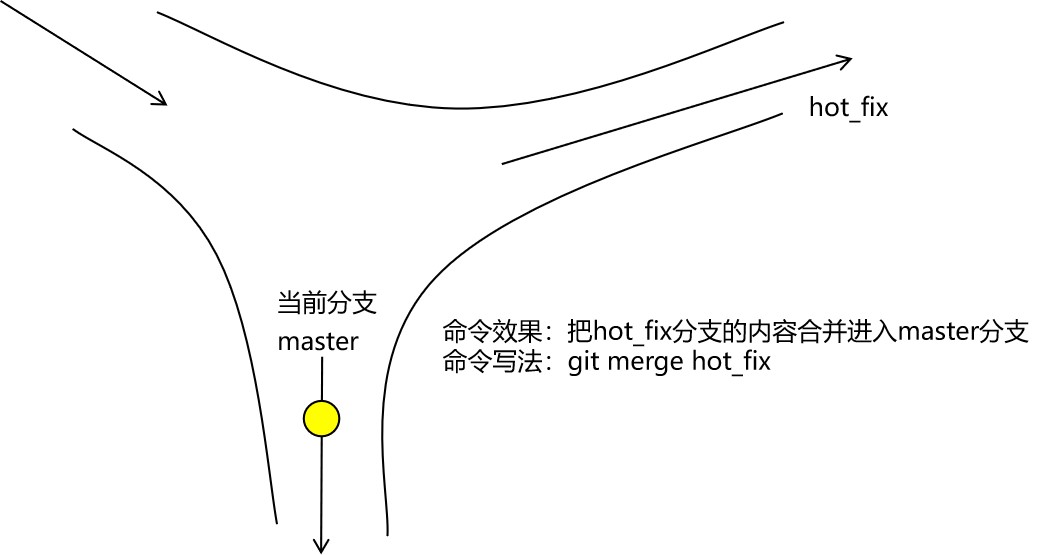 hot_fix
当前分支
master
命令效果：把hot_fix分支的内容合并进入master分支
命令写法：git merge hot_fix